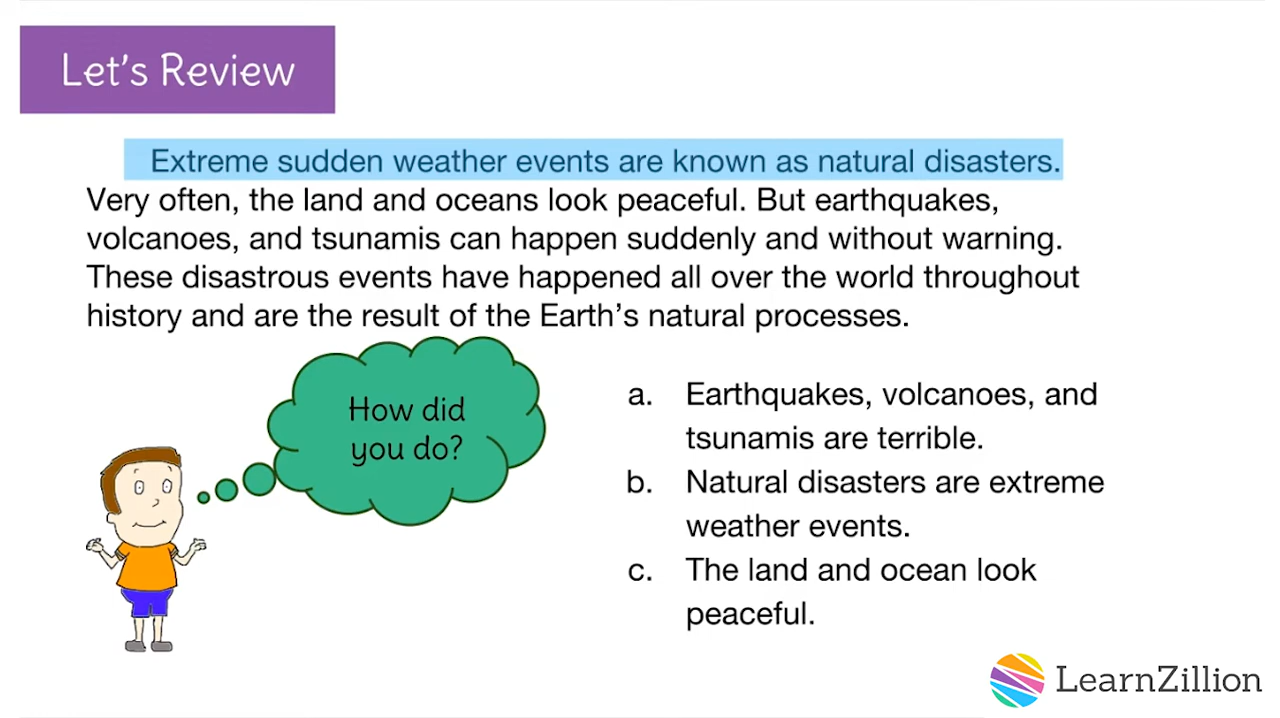 Let's Review
Extreme sudden weather events are known as natural disasters.
Very often, the land and oceans look peaceful. But earthquakes,
volcanoes, and tsunamis can happen suddenly and without warning.
These disastrous events have happened all over the world throughout
history and are the result of the Earth's natural processes.
How did
you do?
a. Earthquakes, volcanoes, and
tsunamis are terrible.
b. Natural disasters are extreme
weather events.
c. The land and ocean look
peaceful.
LearnZillion